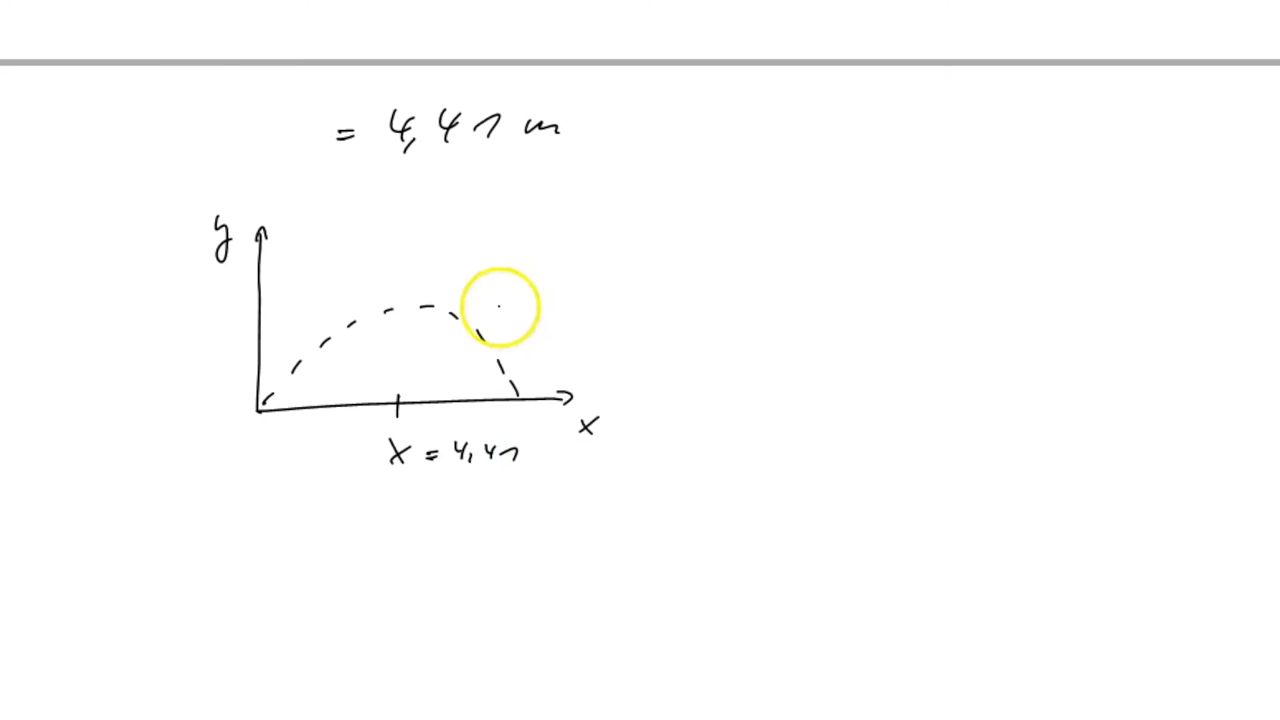 = 4,41 m
y
x
x = 4,41